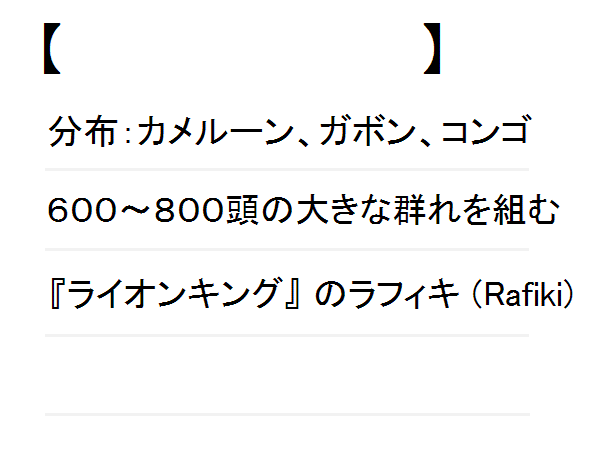 【　　　　　　　　】
分布：カメルーン、ガボン、コンゴ
６００～８００頭の大きな群れを組む
『ライオンキング』のラフィキ（Rafiki）